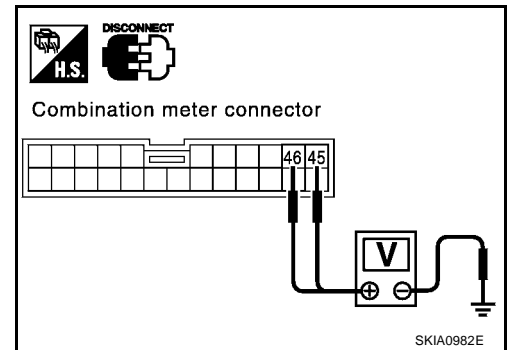 DISCONNECT
H.S.
Combination meter connector
46 45
V
+ -
SKIA0982E